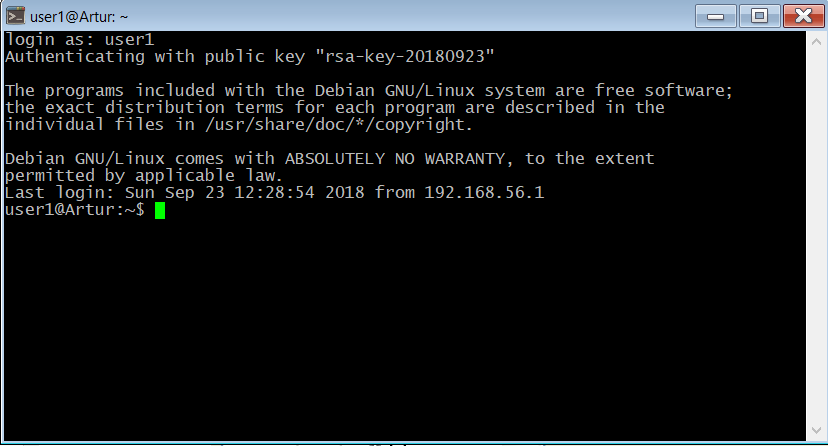 user1@Artur: ~
login as: user1
Authenticating with public key "rsa-key-20180923"
The programs included with the Debian GNU/Linux system are free software;
the exact distribution terms for each program are described in the
individual files in /usr/share/doc/*/copyright.
Debian GNU/Linux comes with ABSOLUTELY NO WARRANTY, to the extent
permitted by applicable law.
Last login: Sun Sep 23 12:28:54 2018 from 192.168.56.1
user1@Artur:~$